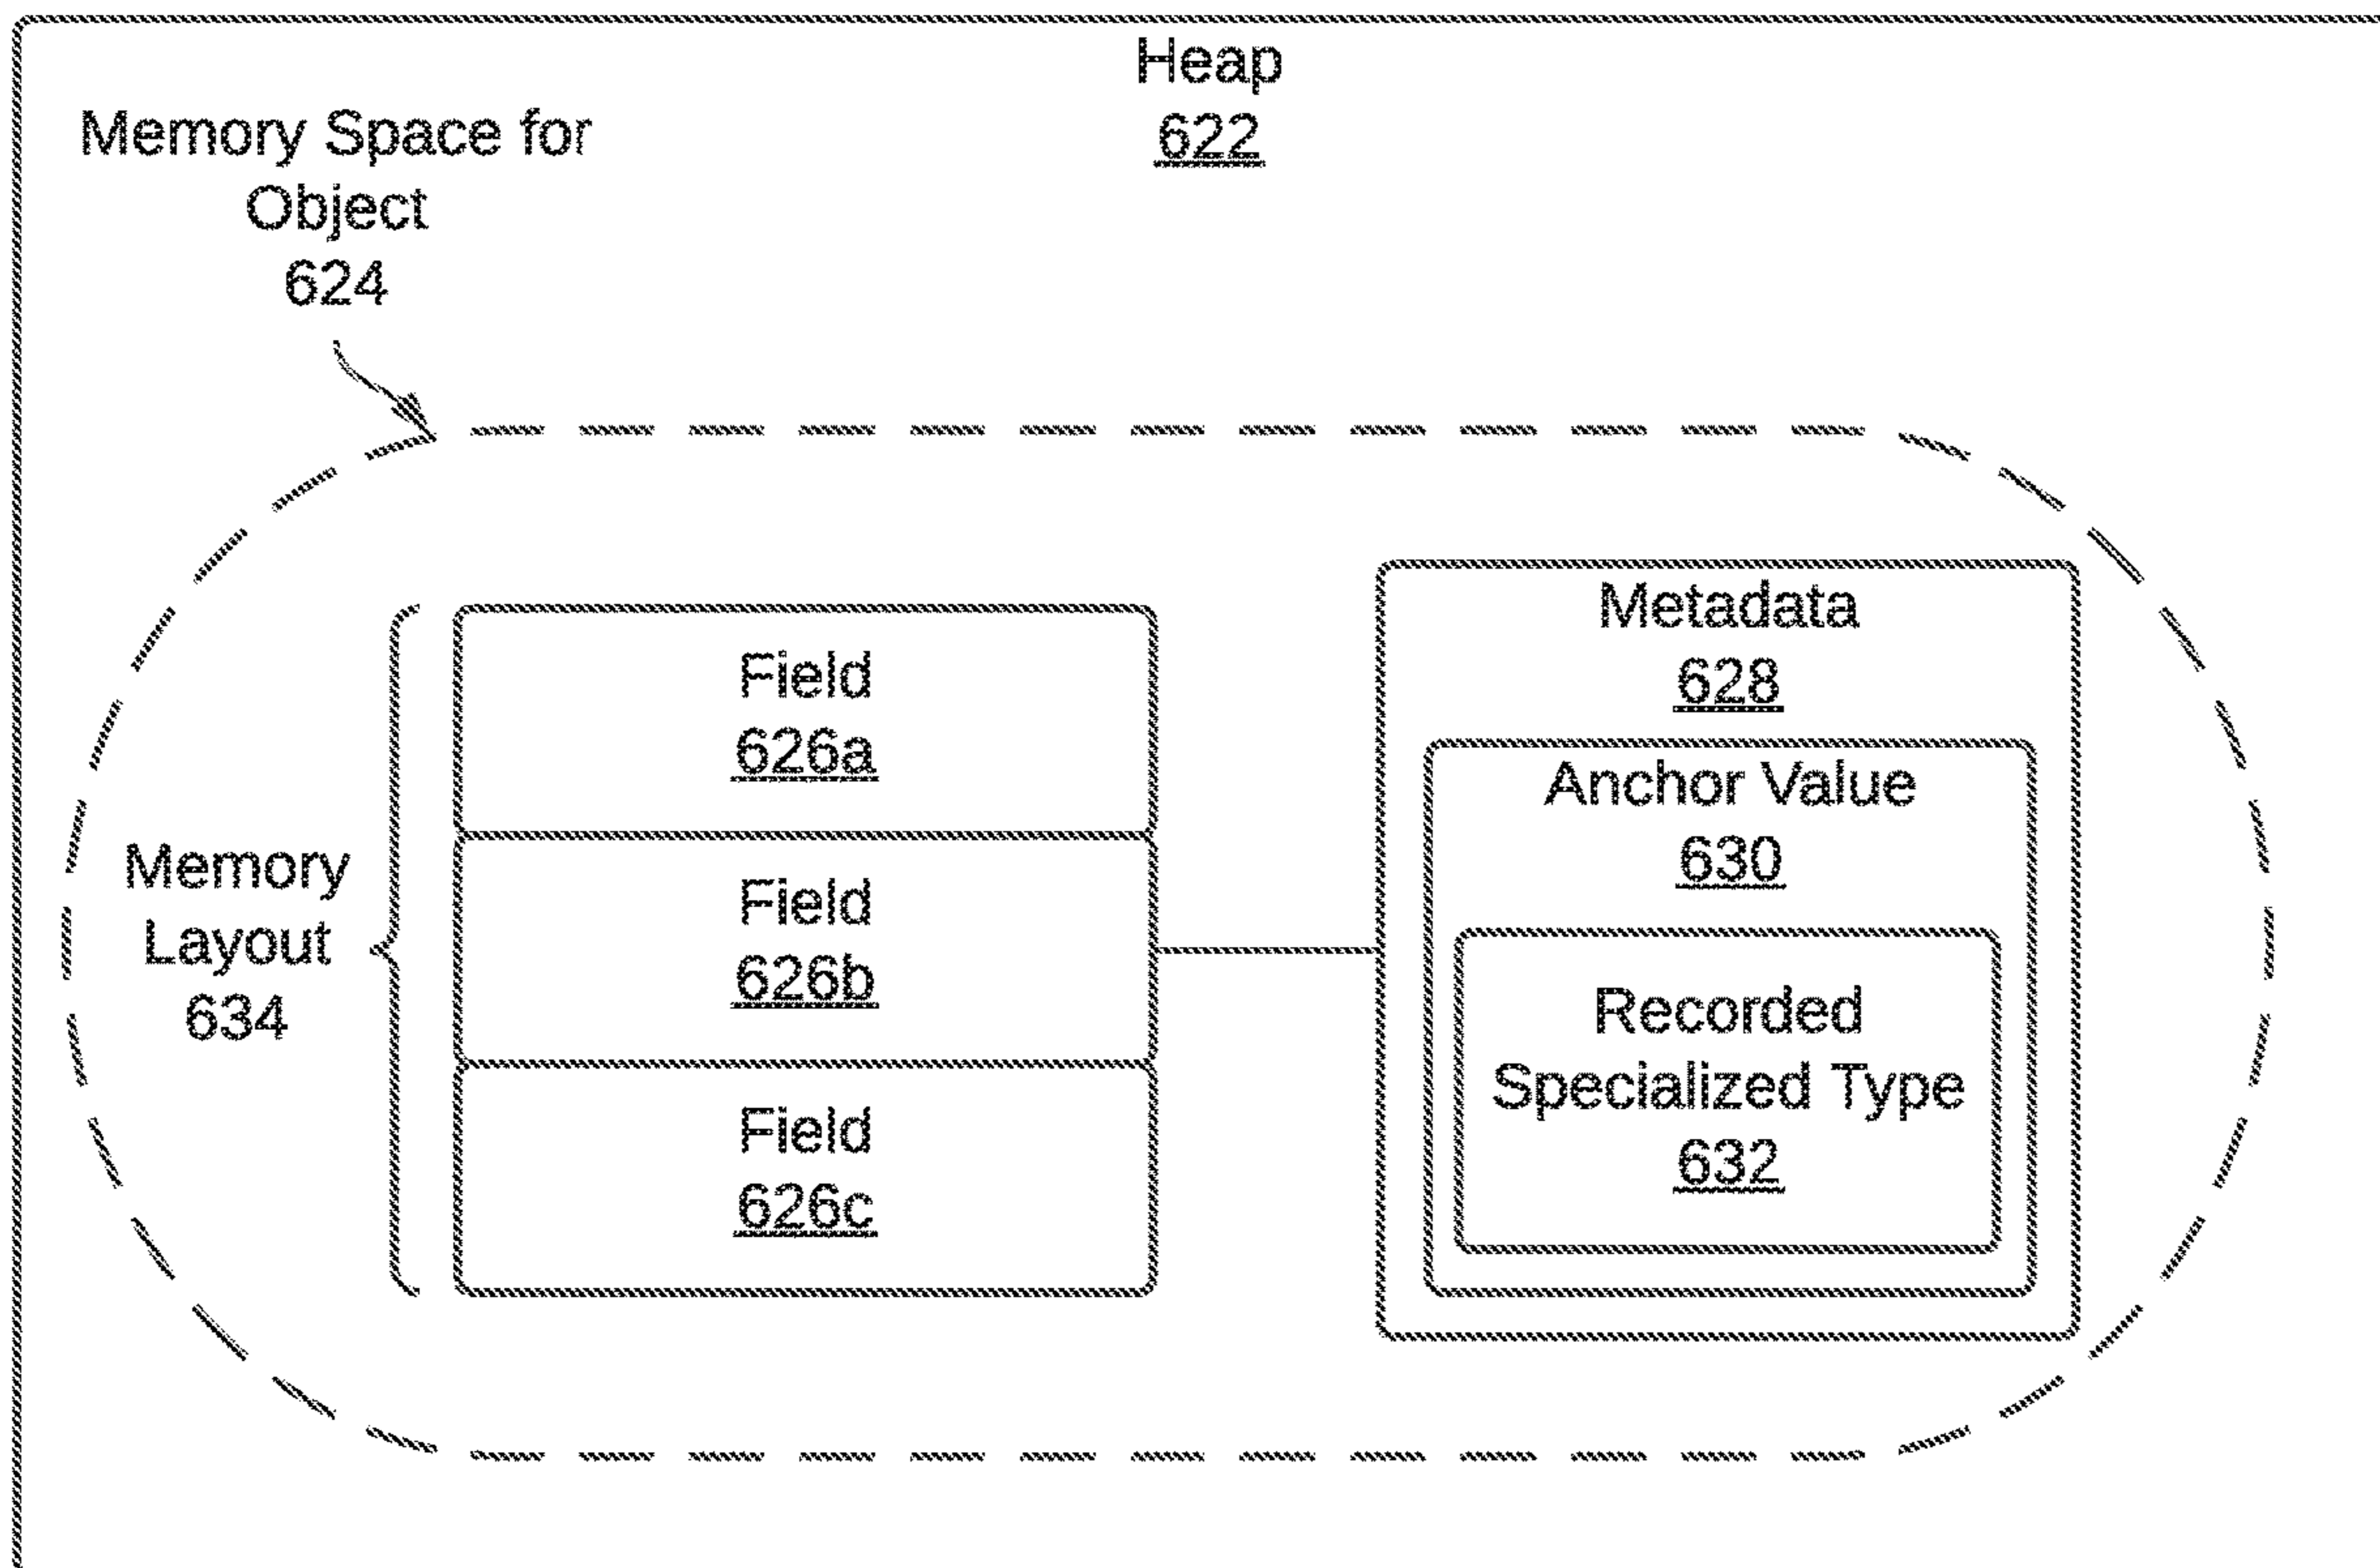 Heap
622
Memory Space for
Object
624
Memory
Layout
634
Field
626a
Field
626b
Field
626c
Metadata
628
Anchor Value
630
Recorded
Specialized Type
632